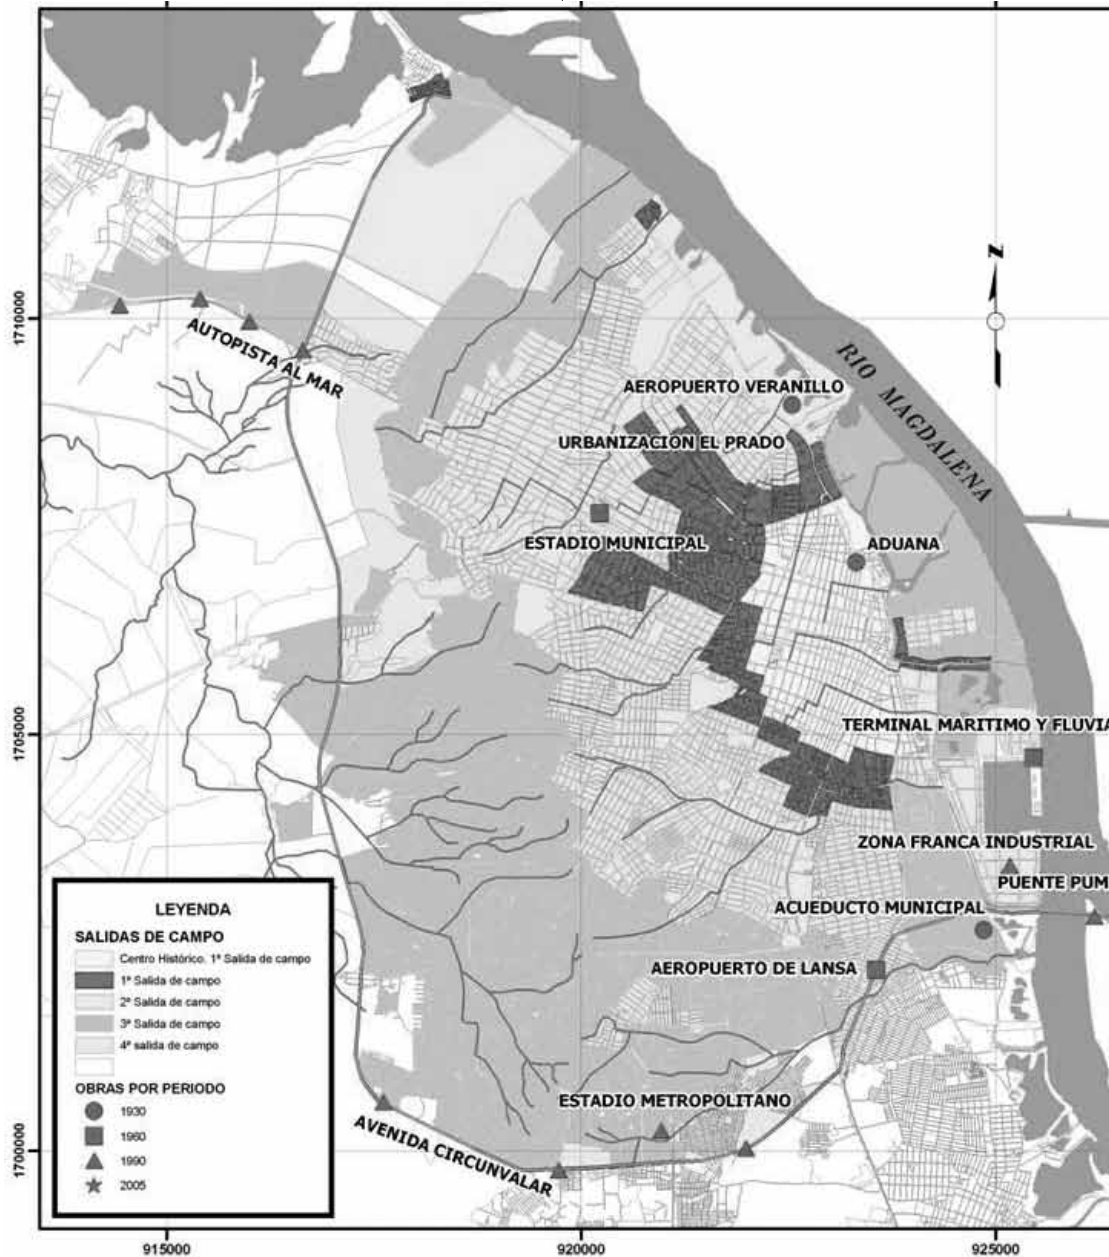 N
1710000
AUTOPISTA AL MAR
RIO MAGDALENA
AEROPUERTO VERANILLO
URBANIZACION EL PRADO
ESTADIO MUNICIPAL
ADUANA
1705000
TERMINAL MARITIMO Y FLUVIA
ZONA FRANCA INDUSTRIAL
PUENTE PUM
ACUEDUCTO MUNICIPAL
AEROPUERTO DE LANSA
ESTADIO METROPOLITANO
AVENIDA CIRCUNVALAR
1700000
LEYENDA
SALIDAS DE CAMPO
Centro Histórico. 1ª Salida de campo
1ª Salida de campo
2ª Salida de campo
3ª Salida de campo
4ª salida de campo
OBRAS POR PERIODO
1930
1960
1990
2005
915000
920000
925000